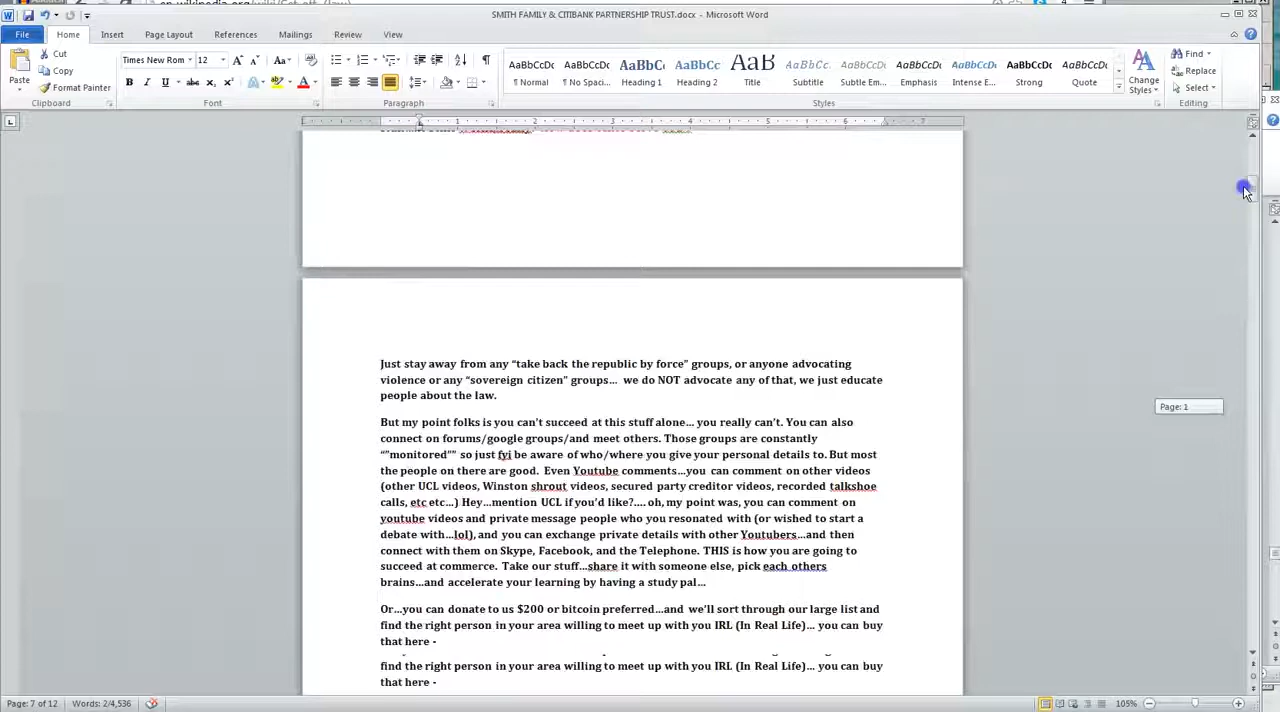 en.wikipedia.org/wiki/Set-off_(law)
SMITH FAMILY & CITIBANK PARTNERSHIP TRUST.docx - Microsoft Word
File Home Insert Page Layout References Mailings Review View
Cut
Copy
Format Painter
Paste
Clipboard
Times New Rom 12
Font
Paragraph
AaBbCcDc AaBbCcDc AaBbC AaBbCc AaB AaBbCcL AaBbCcDc AaBbCcDc AaBbCcDc AaBbCcDc
¶ Normal ¶ No Spaci... Heading 1 Heading 2 Title Subtitle Subtle Em... Emphasis Intense E... Strong Quote
Styles
Change Styles
Find
Replace
Select
Editing
1 2 3 4 5 6 7
Just stay away from any “take back the republic by force” groups, or anyone advocating
violence or any “sovereign citizen” groups… we do NOT advocate any of that, we just educate
people about the law.
But my point folks is you can’t succeed at this stuff alone… you really can’t. You can also
connect on forums/google groups/and meet others. Those groups are constantly
“”monitored”” so just fyi be aware of who/where you give your personal details to. But most
the people on there are good. Even Youtube comments…you can comment on other videos
(other UCL videos, Winston shrout videos, secured party creditor videos, recorded talkshoe
calls, etc etc…) Hey…mention UCL if you’d like?.... oh, my point was, you can comment on
youtube videos and private message people who you resonated with (or wished to start a
debate with…lol), and you can exchange private details with other Youtubers…and then
connect with them on Skype, Facebook, and the Telephone. THIS is how you are going to
succeed at commerce. Take our stuff…share it with someone else, pick each others
brains…and accelerate your learning by having a study pal…
Or…you can donate to us $200 or bitcoin preferred…and we’ll sort through our large list and
find the right person in your area willing to meet up with you IRL (In Real Life)… you can buy
that here -
find the right person in your area willing to meet up with you IRL (In Real Life)… you can buy
that here -
Page: 1
Page: 7 of 12 Words: 2/4,536
105%